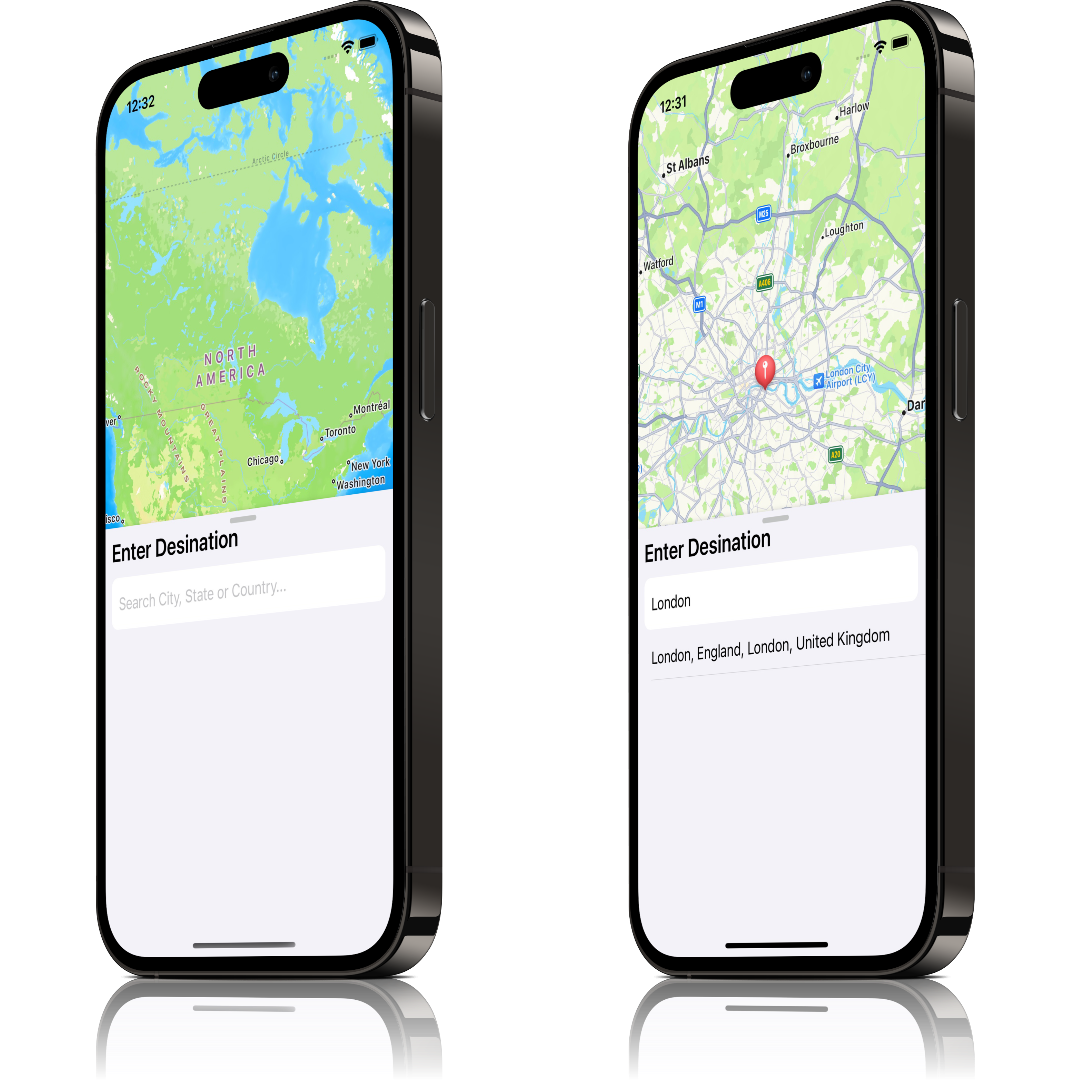 12:32
Arctic Circle
NORTH
AMERICA
ROCKY MOUNTAINS
GREAT PLAINS
ver
Montréal
Toronto
Chicago
New York
Washington
isco
Enter Desination
Search City, State or Country...
12:31
Harlow
Broxbourne
St Albans
M25
Loughton
Watford
A406
M1
London City
Airport (LCY)
Dar
A20
Enter Desination
London
London, England, London, United Kingdom